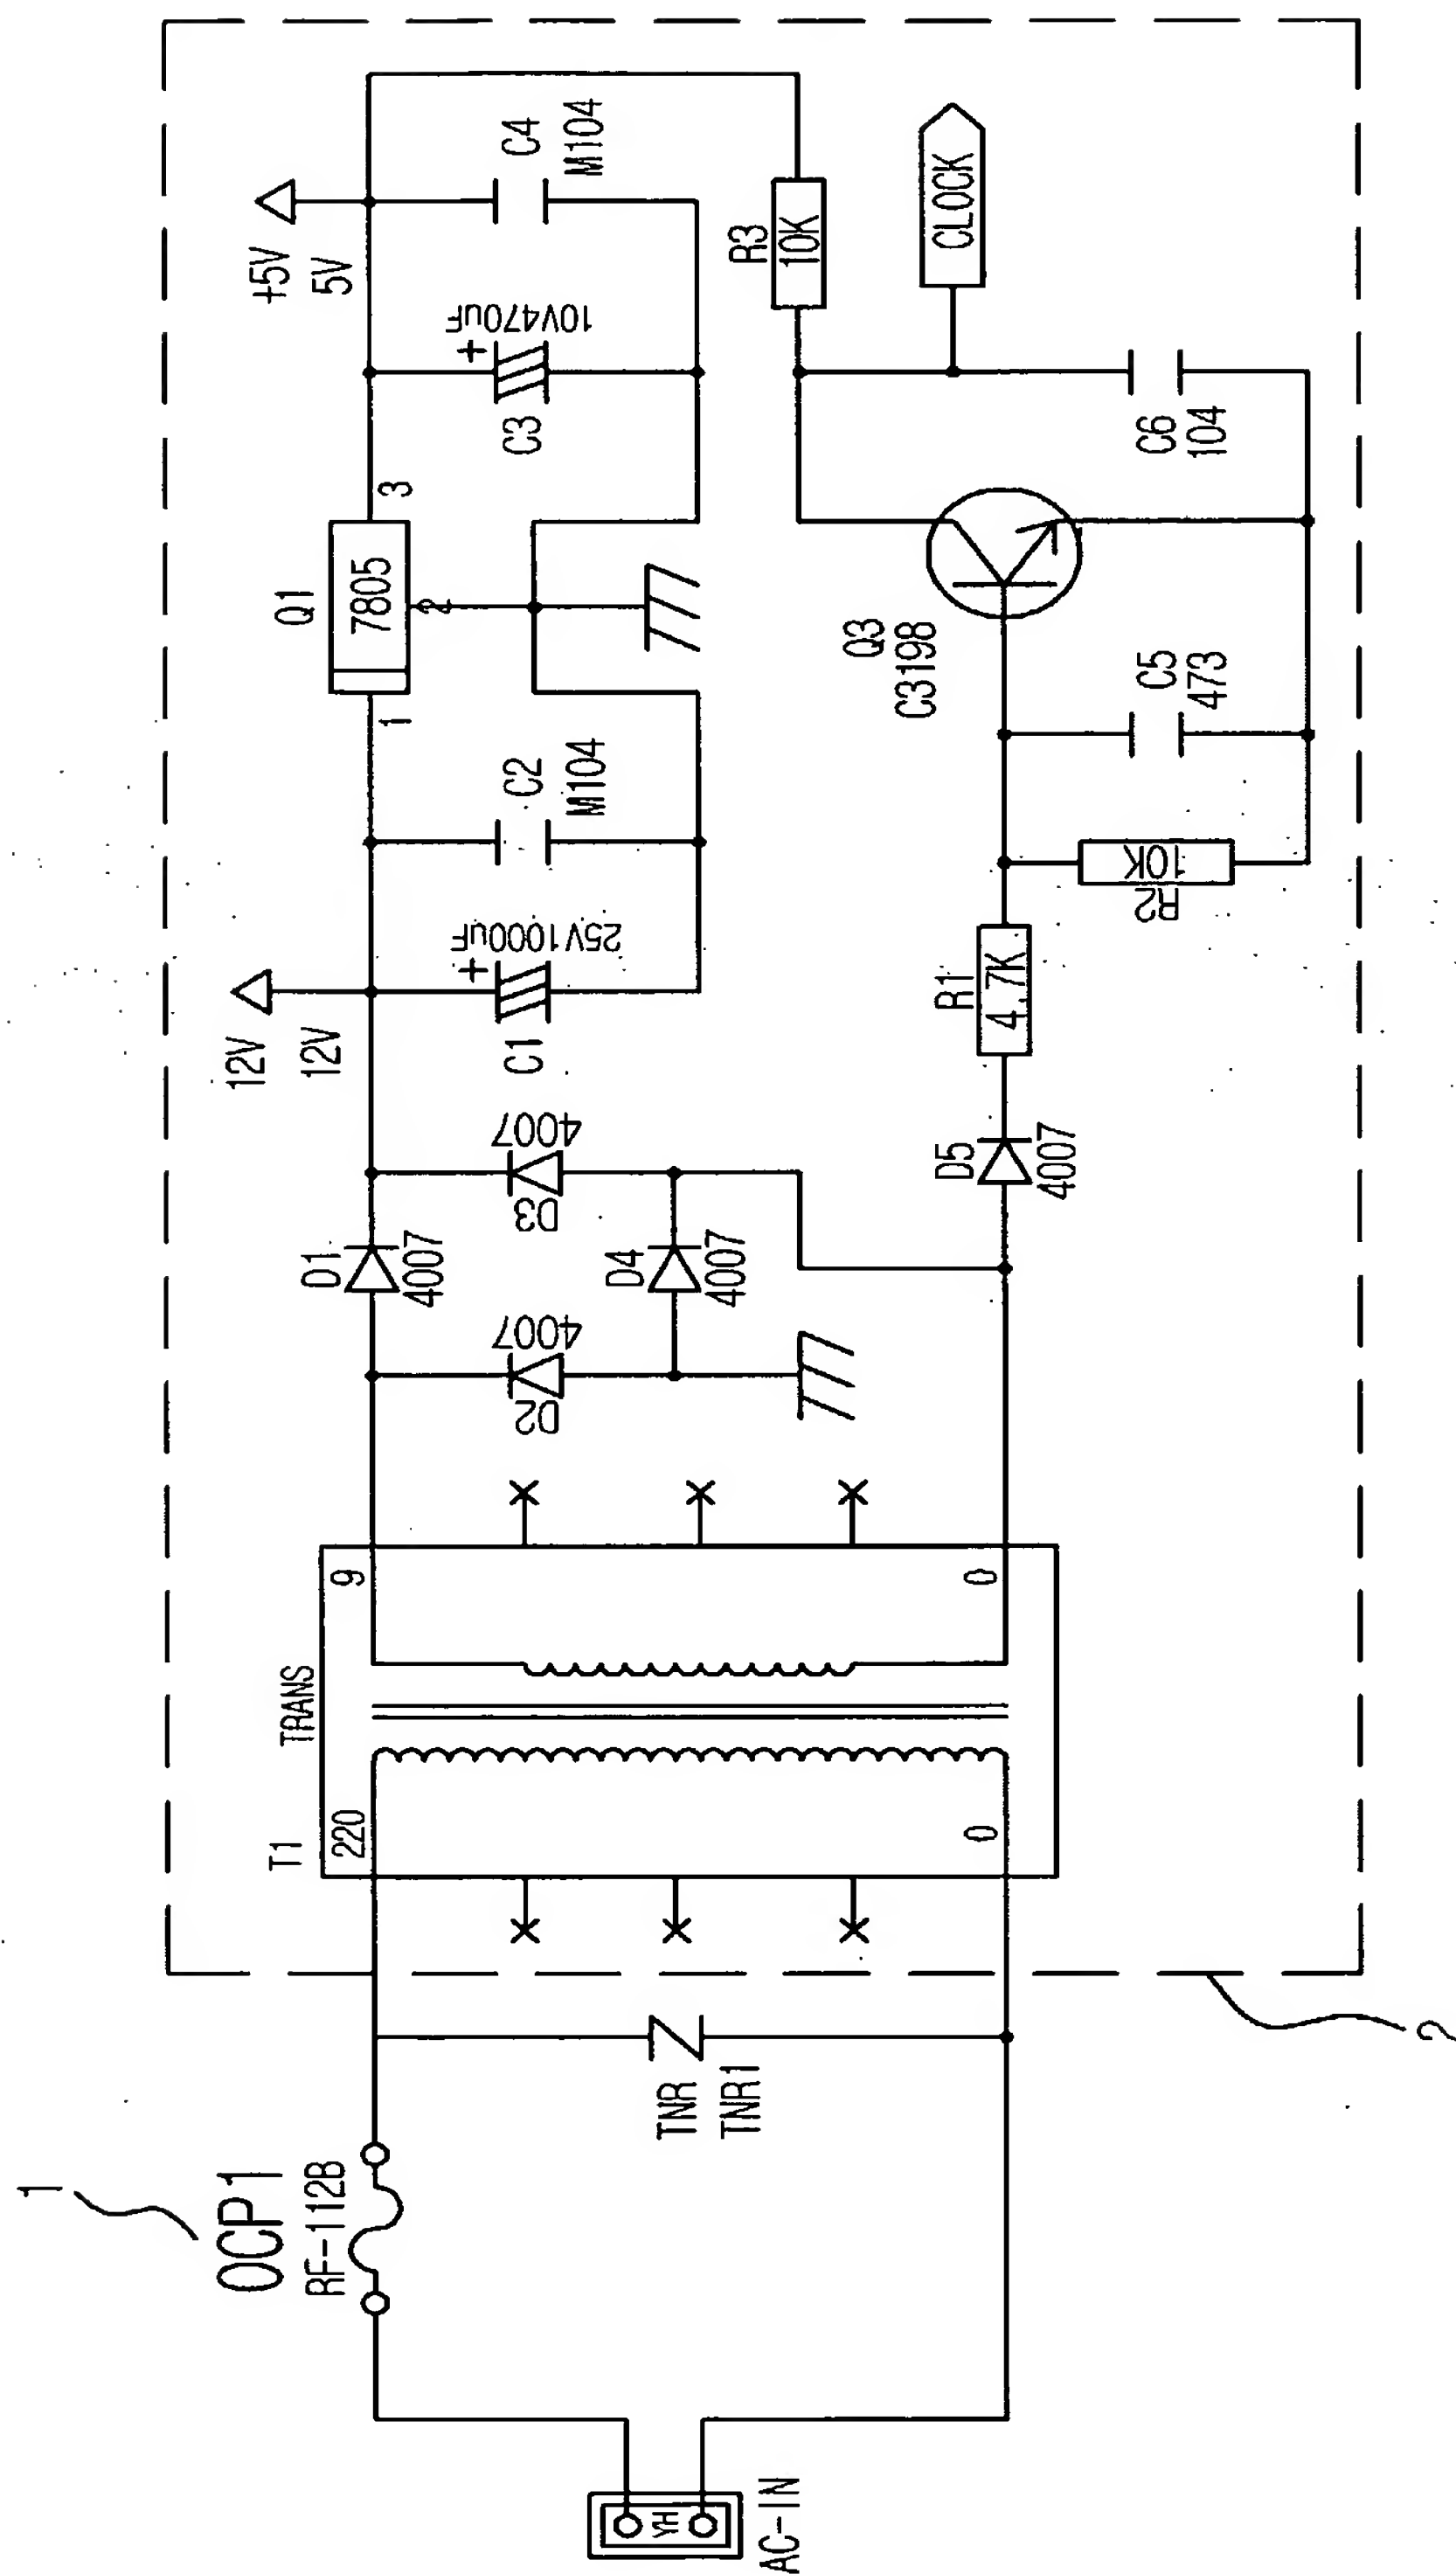 1
OCP1
RF-112B
AC-IN
YH
TNR
TNR1
2
T1
TRANS
220
0
9
0
D1
4007
D2
4007
D3
4007
D4
4007
D5
4007
12V
12V
C1
25V1000uF
+
C2
M104
Q1
7805
1
2
3
C3
10V470uF
+
C4
M104
+5V
5V
R1
4.7K
R2
10K
C5
473
Q3
C3198
C6
104
R3
10K
CLOCK